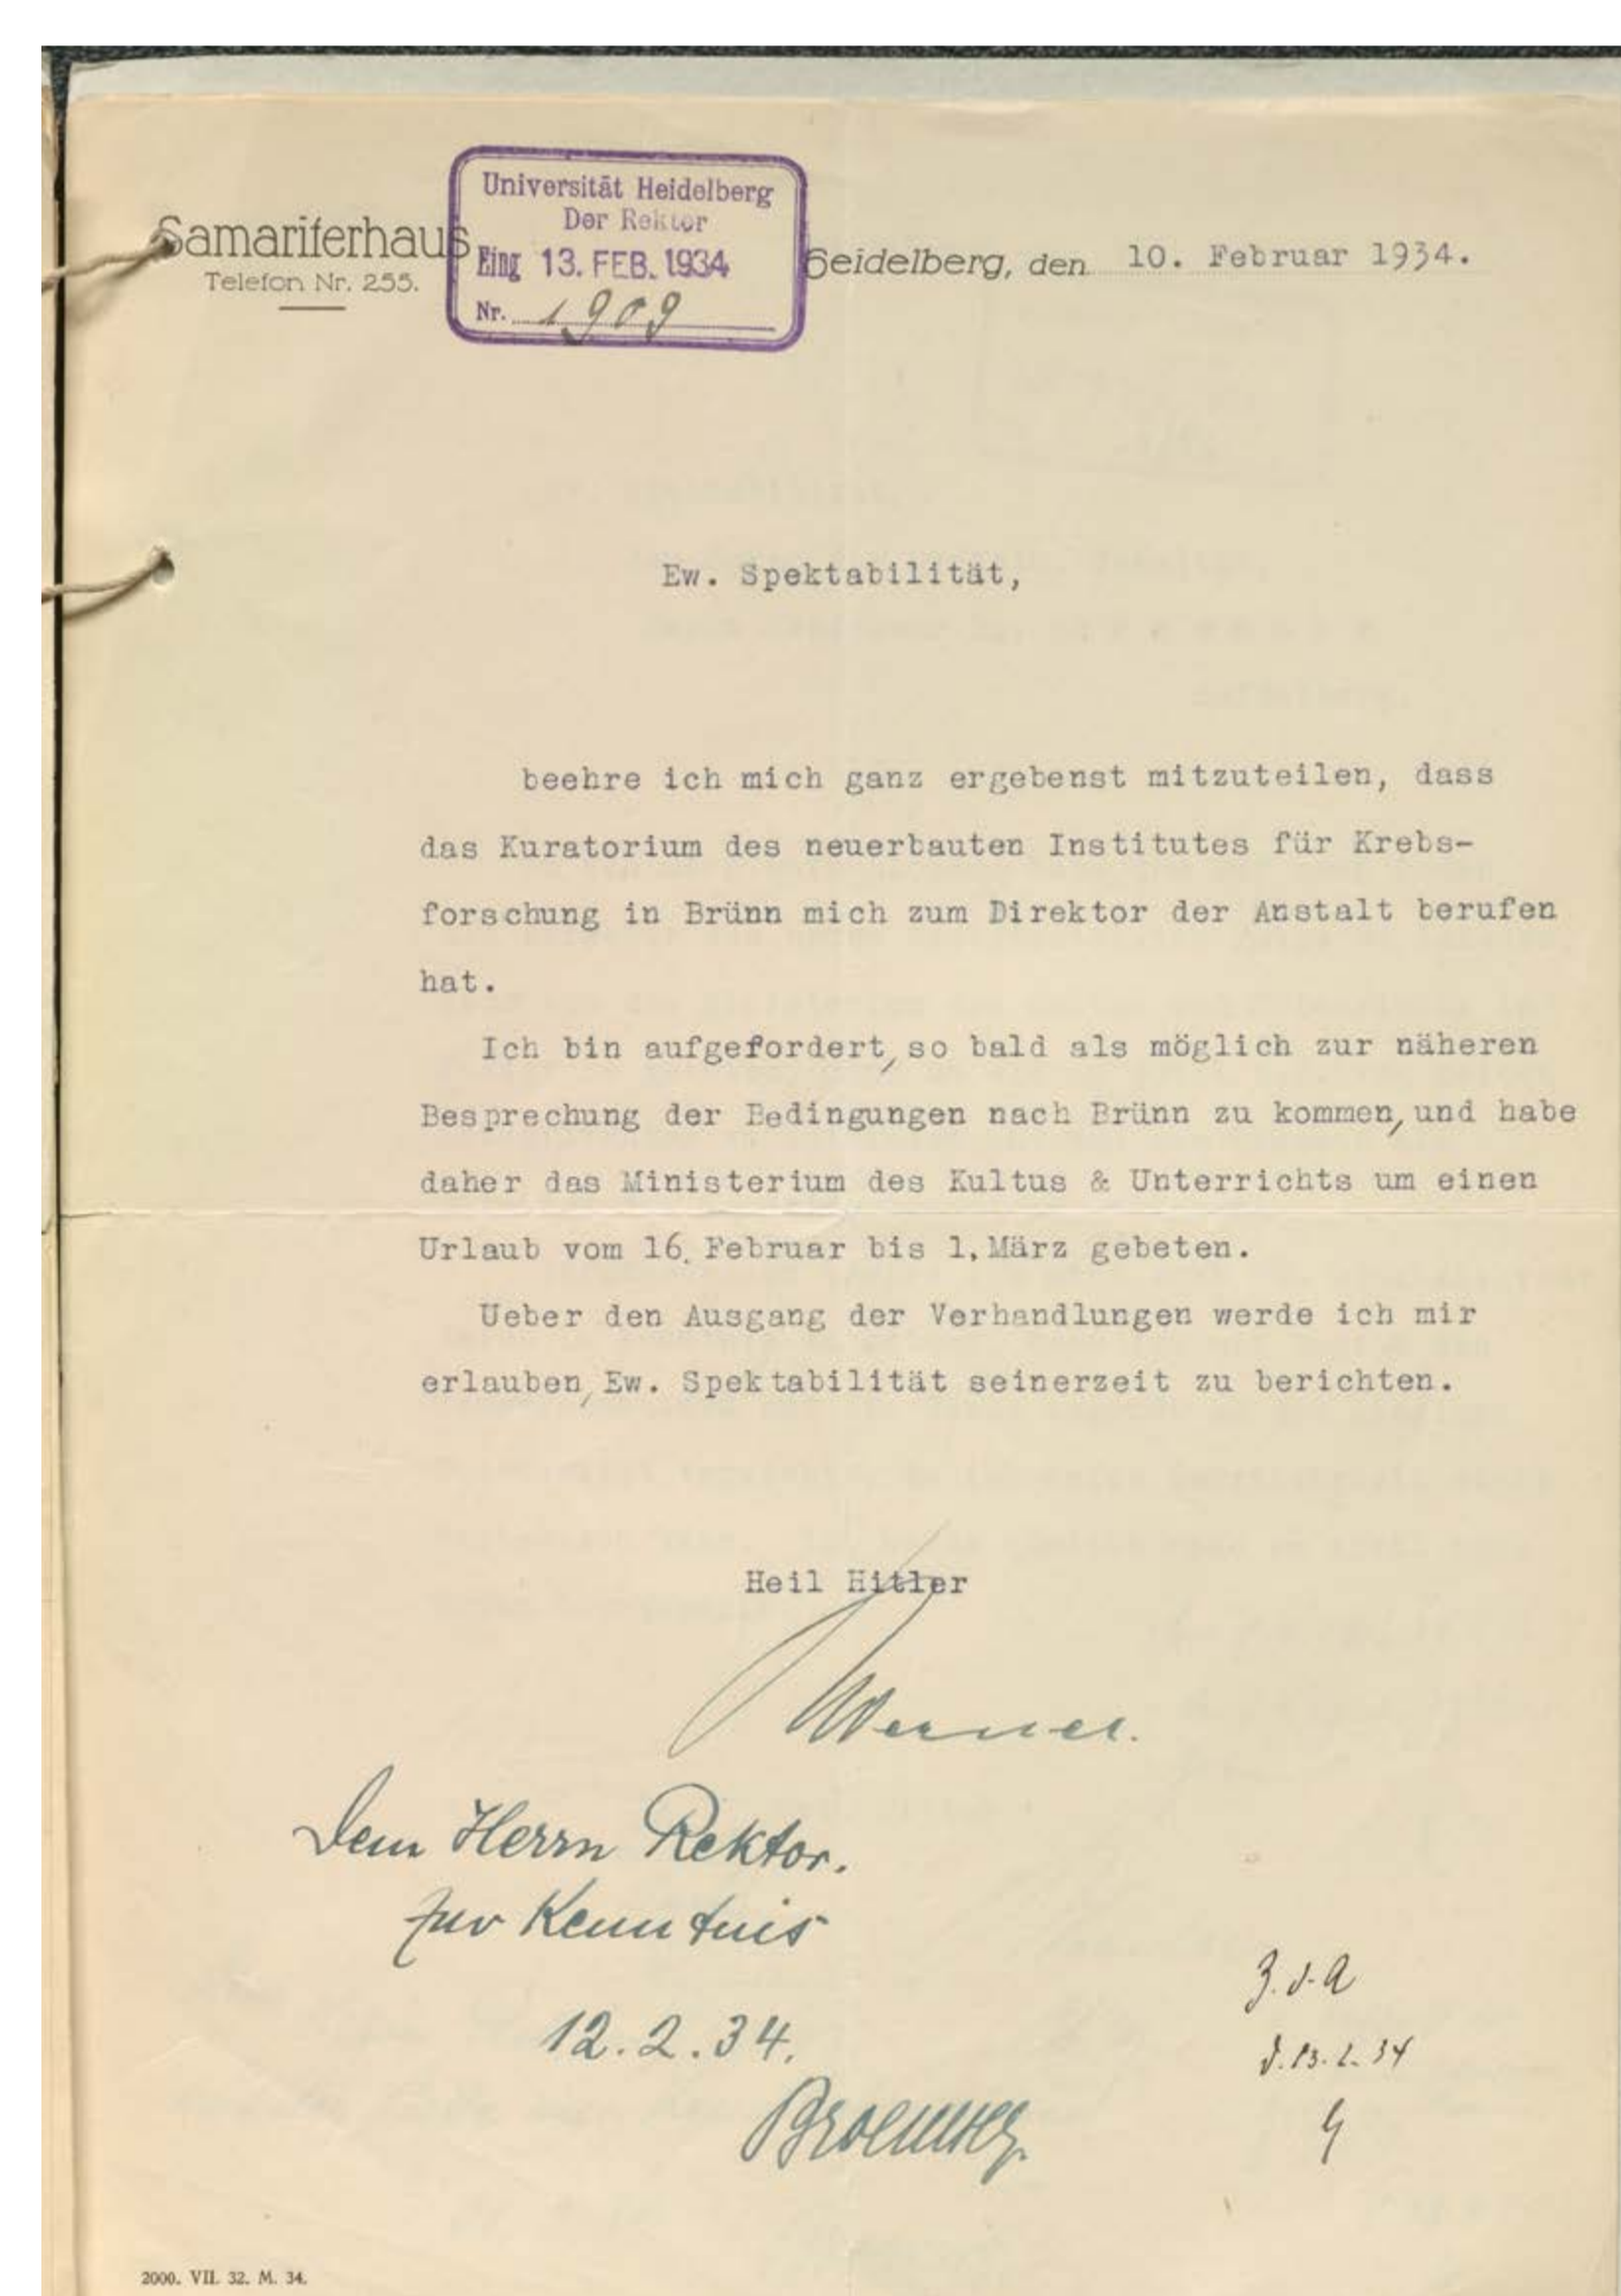 Universität Heidelberg
Der Rektor
Eing 13. FEB. 1934
Nr. 1909
Samariterhaus
Telefon Nr. 255.
Heidelberg, den 10. Februar 1934.
Ew. Spektabilität,
beehre ich mich ganz ergebenst mitzuteilen, dass
das Kuratorium des neuerbauten Institutes für Krebs-
forschung in Brünn mich zum Direktor der Anstalt berufen
hat.
Ich bin aufgefordert, so bald als möglich zur näheren
Besprechung der Bedingungen nach Brünn zu kommen, und habe
daher das Ministerium des Kultus & Unterrichts um einen
Urlaub vom 16. Februar bis 1. März gebeten.
Ueber den Ausgang der Verhandlungen werde ich mir
erlauben, Ew. Spektabilität seinerzeit zu berichten.
Heil Hitler
Werner.
Dem Herrn Rektor.
zur Kenntnis
12.2.34.
Z.d.A
d.13.2.34
2000. VII. 32. M. 34.